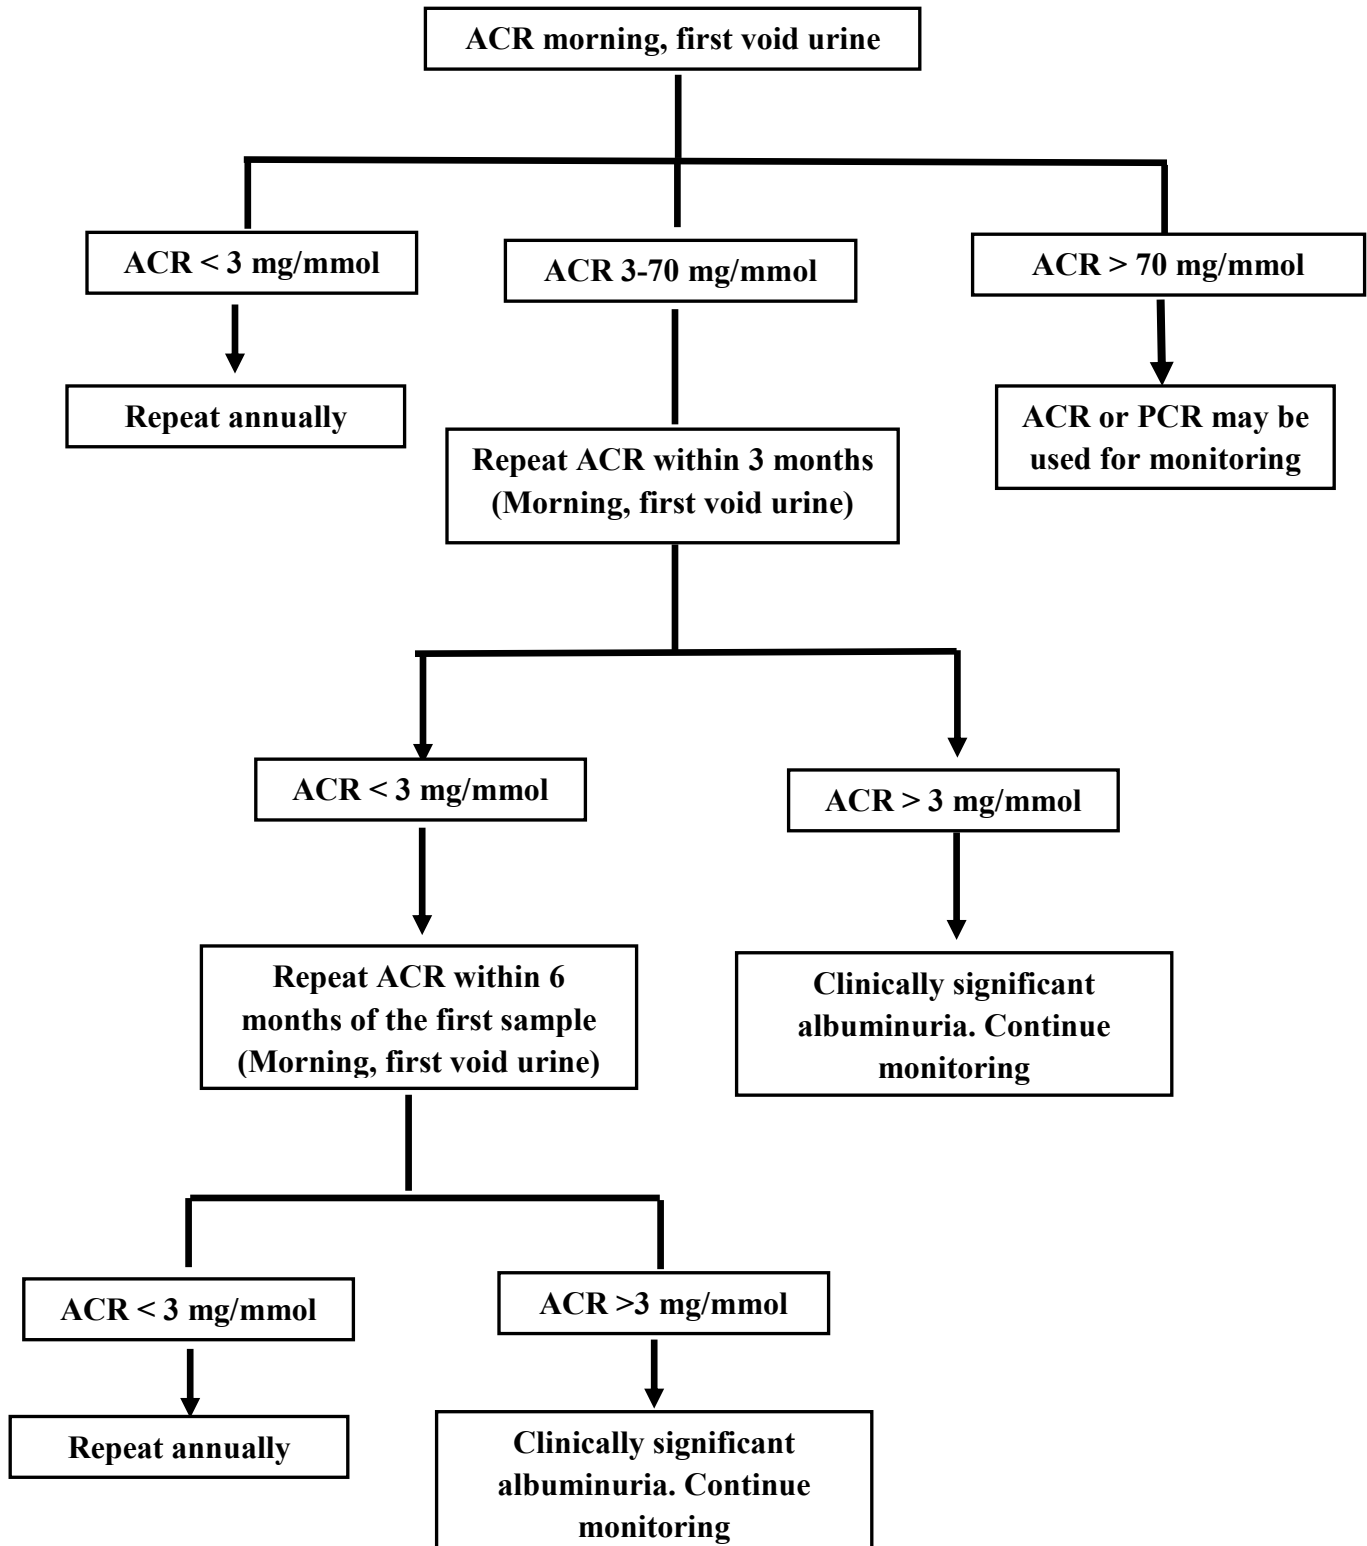 ACR morning, first void urine
ACR < 3 mg/mmol
ACR 3-70 mg/mmol
ACR > 70 mg/mmol
Repeat annually
ACR or PCR may be
used for monitoring
Repeat ACR within 3 months
(Morning, first void urine)
ACR < 3 mg/mmol
ACR > 3 mg/mmol
Repeat ACR within 6
months of the first sample
(Morning, first void urine)
Clinically significant
albuminuria. Continue
monitoring
ACR < 3 mg/mmol
ACR >3 mg/mmol
Repeat annually
Clinically significant
albuminuria. Continue
monitoring